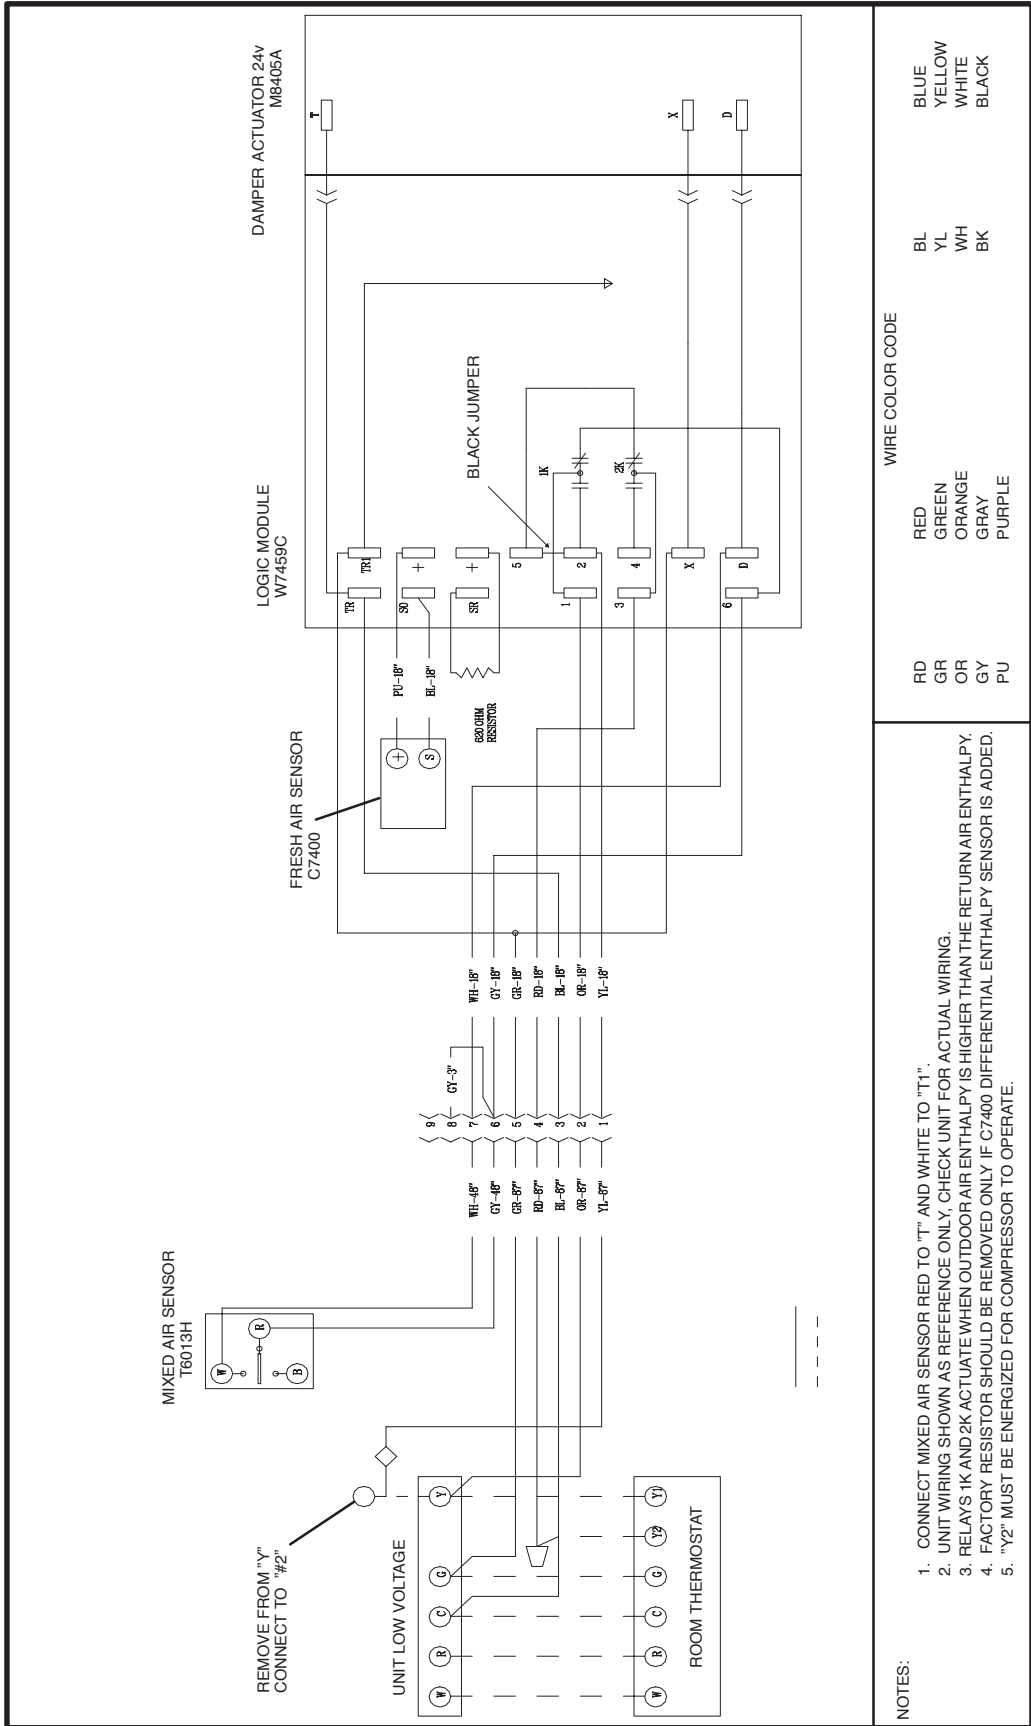 DAMPER ACTUATOR 24v
M8405A
T
X
D
LOGIC MODULE
W7459C
BLACK JUMPER
TR
TR1
SO
+
SR
+
5
1
2
3
4
X
6
D
1K
2K
FRESH AIR SENSOR
C7400
+
S
PU-18"
BL-18"
620 OHM
RESISTOR
WH-18"
GY-18"
GR-18"
RD-18"
BL-18"
OR-18"
YL-18"
GY-3"
9
8
7
6
5
4
3
2
1
WH-48"
GY-48"
GR-87"
RD-87"
BL-87"
OR-87"
YL-87"
MIXED AIR SENSOR
T6013H
W
R
B
REMOVE FROM "Y"
CONNECT TO "#2"
UNIT LOW VOLTAGE
W
R
C
G
Y
W
R
C
G
Y2
Y1
ROOM THERMOSTAT
NOTES:
1. CONNECT MIXED AIR SENSOR RED TO "T" AND WHITE TO "T1".
2. UNIT WIRING SHOWN AS REFERENCE ONLY, CHECK UNIT FOR ACTUAL WIRING.
3. RELAYS 1K AND 2K ACTUATE WHEN OUTDOOR AIR ENTHALPY IS HIGHER THAN THE RETURN AIR ENTHALPY.
4. FACTORY RESISTOR SHOULD BE REMOVED ONLY IF C7400 DIFFERENTIAL ENTHALPY SENSOR IS ADDED.
5. "Y2" MUST BE ENERGIZED FOR COMPRESSOR TO OPERATE.
WIRE COLOR CODE
RD RED BL BLUE
GR GREEN YL YELLOW
OR ORANGE WH WHITE
GY GRAY BK BLACK
PU PURPLE